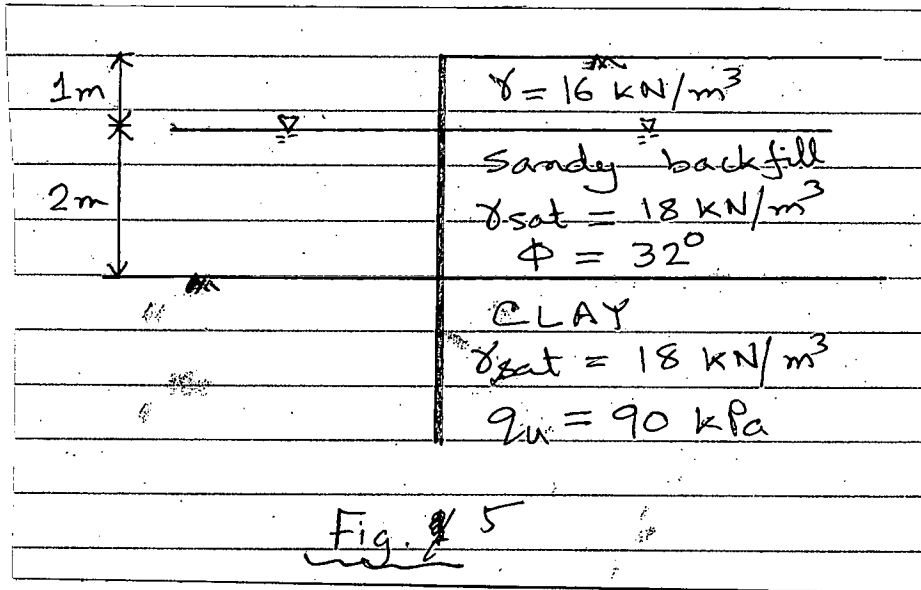 1m
γ = 16 KN/m³
2m
Sandy backfill
γsat = 18 KN/m³
Φ = 32°
CLAY
γsat = 18 KN/m³
qu = 90 kPa
Fig. 5